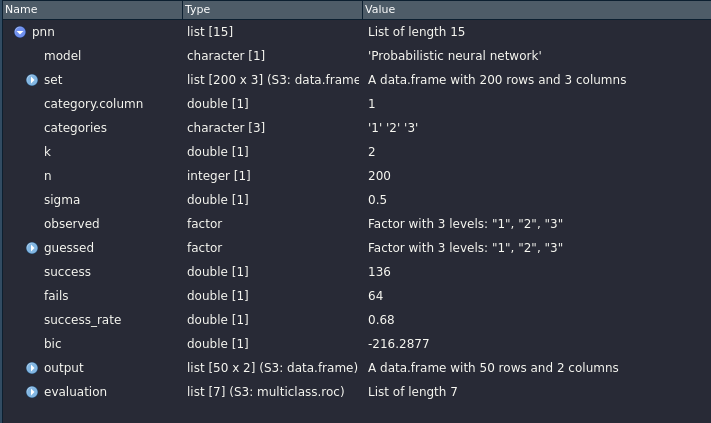 Name Type Value
pnn list [15] List of length 15
model character [1] 'Probabilistic neural network'
set list [200 x 3] (S3: data.frame A data.frame with 200 rows and 3 columns
category.column double [1] 1
categories character [3] '1' '2' '3'
k double [1] 2
n integer [1] 200
sigma double [1] 0.5
observed factor Factor with 3 levels: "1", "2", "3"
guessed factor Factor with 3 levels: "1", "2", "3"
success double [1] 136
fails double [1] 64
success_rate double [1] 0.68
bic double [1] -216.2877
output list [50 x 2] (S3: data.frame) A data.frame with 50 rows and 2 columns
evaluation list [7] (S3: multiclass.roc) List of length 7